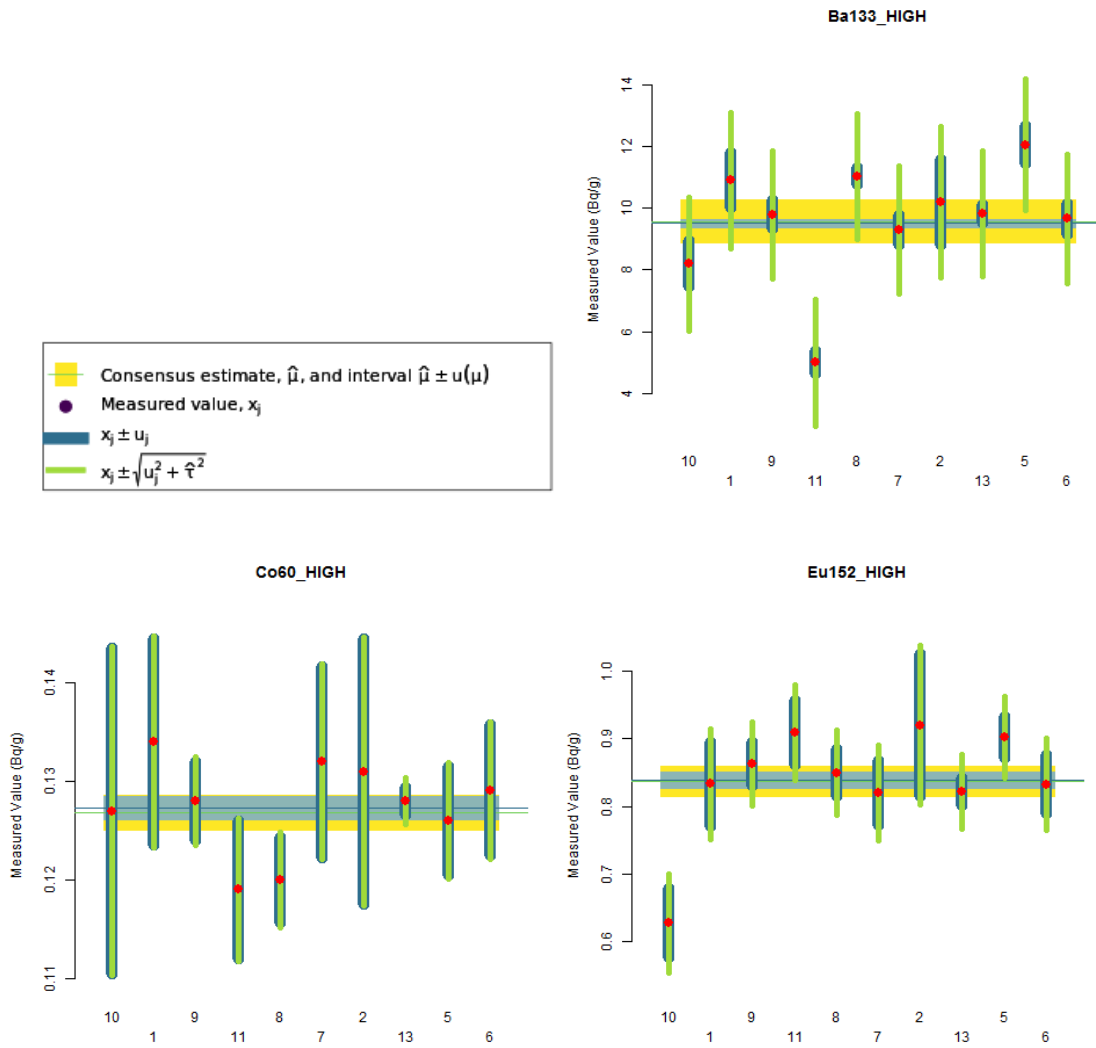 Ba133_HIGH
Measured Value (Bq/g)
14
12
10
8
6
4
10 9 8 2 5
1 11 7 13 6
Consensus estimate, μ̂, and interval μ̂ ± u(μ)
Measured value, xⱼ
xⱼ ± uⱼ
xⱼ ± √(uⱼ² + τ̂²)
Co60_HIGH
Measured Value (Bq/g)
0.14
0.13
0.12
0.11
10 9 8 2 5
1 11 7 13 6
Eu152_HIGH
Measured Value (Bq/g)
1.0
0.9
0.8
0.7
0.6
10 9 8 2 5
1 11 7 13 6